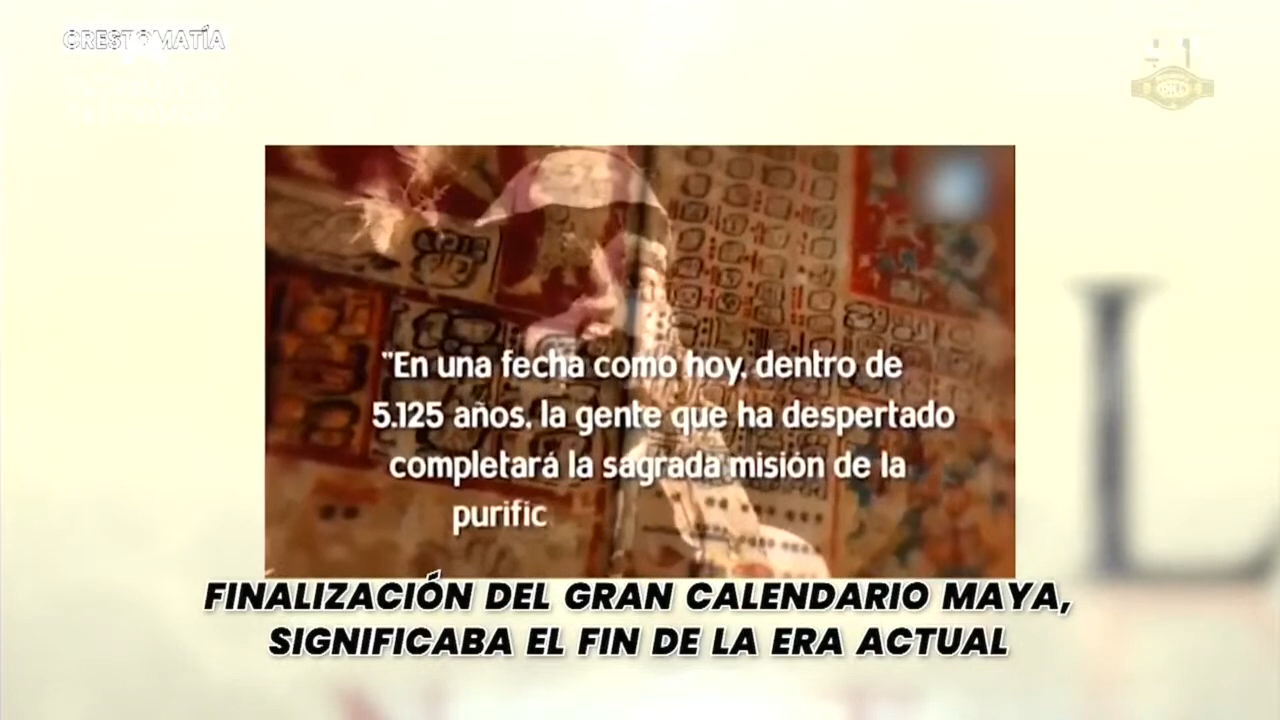 CRESTOMATÍA
"En una fecha como hoy, dentro de
5.125 años, la gente que ha despertado
completará la sagrada misión de la
purific
FINALIZACIÓN DEL GRAN CALENDARIO MAYA,
SIGNIFICABA EL FIN DE LA ERA ACTUAL
L